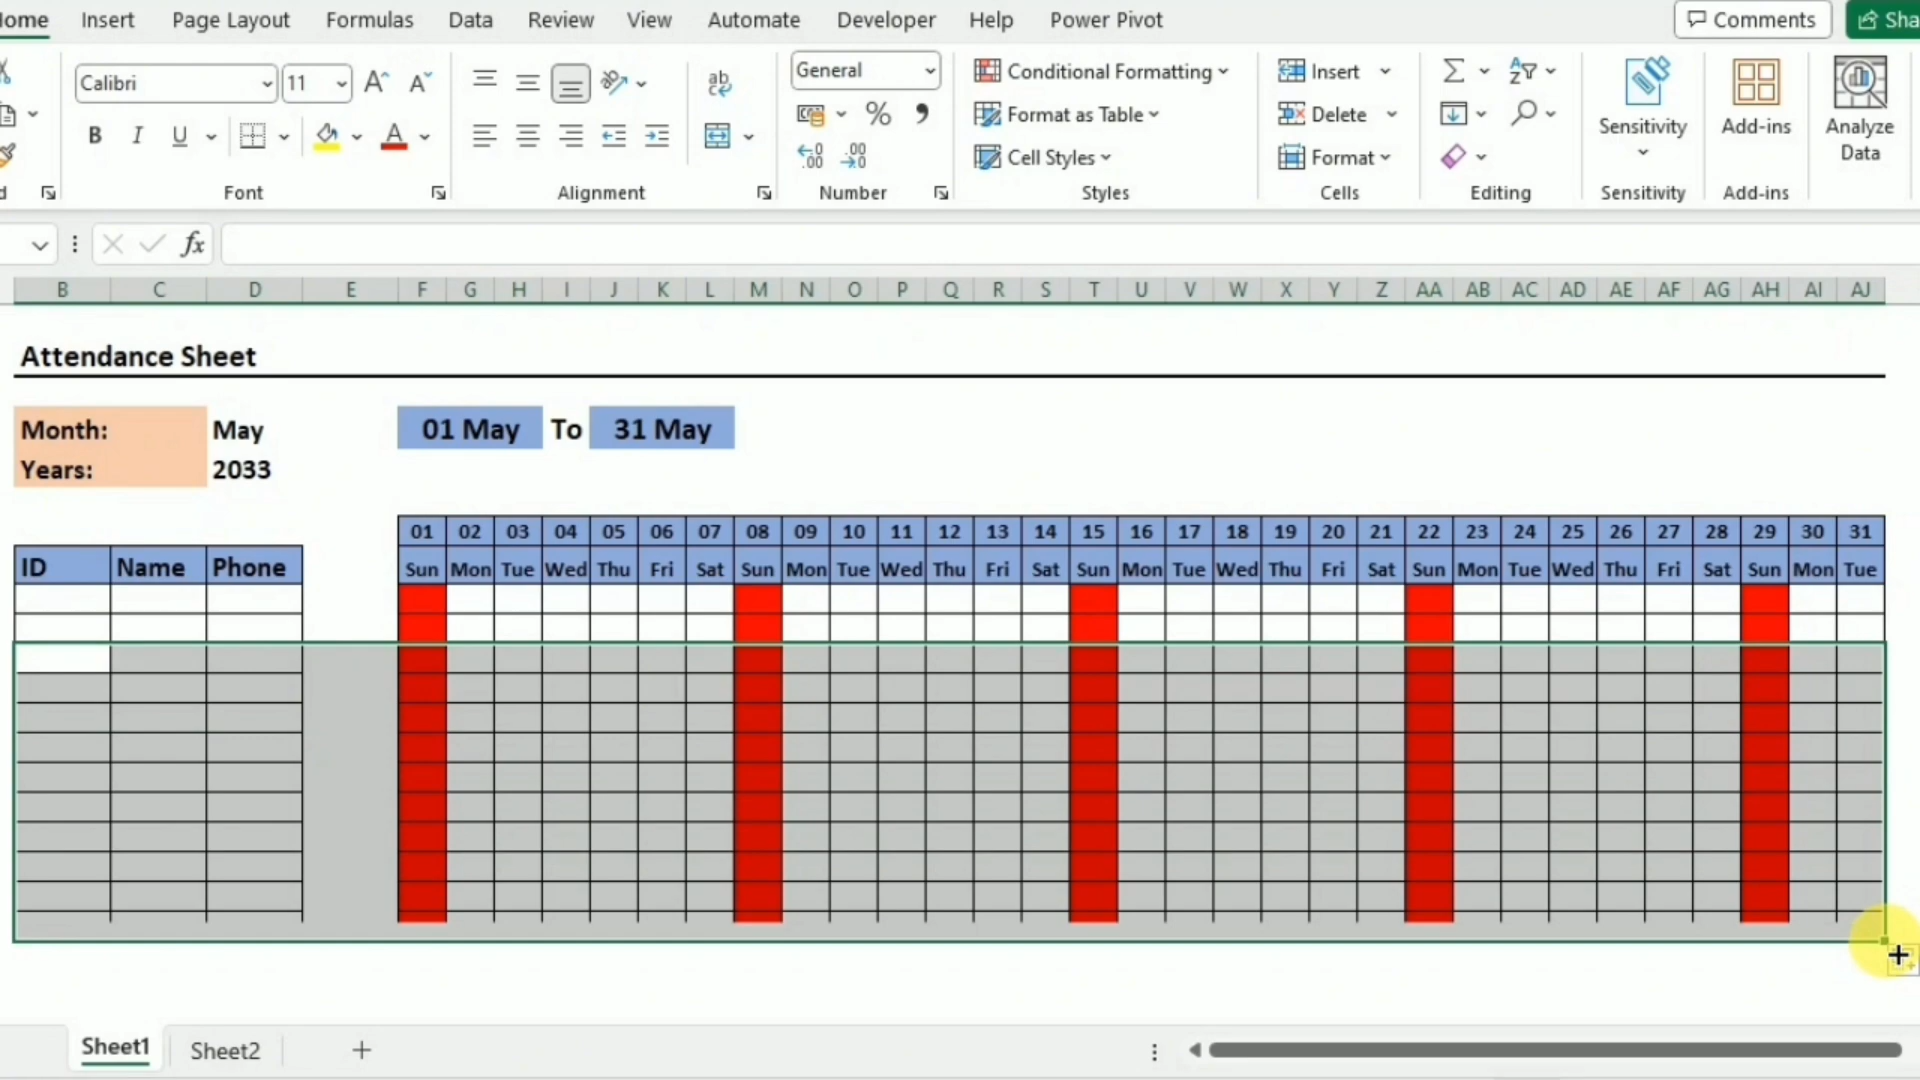 ome Insert Page Layout Formulas Data Review View Automate Developer Help Power Pivot Comments Sha
Calibri 11 General Conditional Formatting Insert
Format as Table Delete Sensitivity Add-ins Analyze Data
B I U A % Cell Styles Format
d Font Alignment Number Styles Cells Editing Sensitivity Add-ins
fx
B C D E F G H I J K L M N O P Q R S T U V W X Y Z AA AB AC AD AE AF AG AH AI AJ
Attendance Sheet
Month: May 01 May To 31 May
Years: 2033
01 02 03 04 05 06 07 08 09 10 11 12 13 14 15 16 17 18 19 20 21 22 23 24 25 26 27 28 29 30 31
ID Name Phone Sun Mon Tue Wed Thu Fri Sat Sun Mon Tue Wed Thu Fri Sat Sun Mon Tue Wed Thu Fri Sat Sun Mon Tue Wed Thu Fri Sat Sun Mon Tue
Sheet1 Sheet2